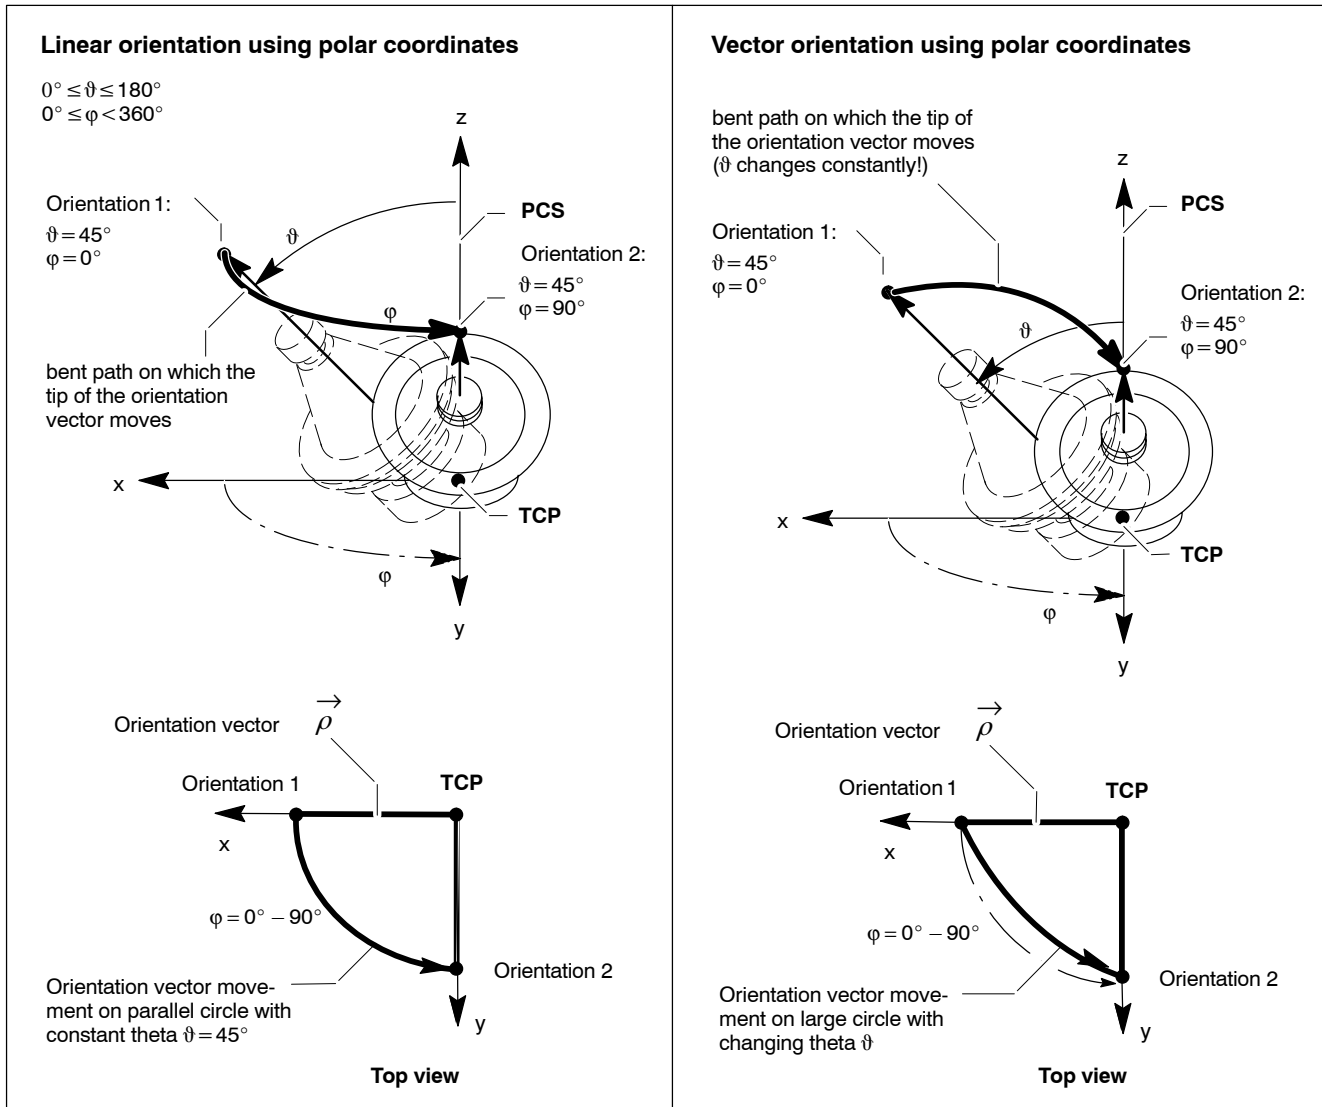 Linear orientation using polar coordinates
0° ≤ ϑ ≤ 180°
0° ≤ φ < 360°
z
Orientation 1:
ϑ = 45°
φ = 0°
ϑ
PCS
Orientation 2:
ϑ = 45°
φ = 90°
φ
bent path on which the
tip of the orientation
vector moves
x
TCP
φ
y
Orientation vector ρ⃗
Orientation 1
TCP
x
φ = 0° – 90°
Orientation 2
Orientation vector move-
ment on parallel circle with
constant theta ϑ = 45°
y
Top view
Vector orientation using polar coordinates
bent path on which the tip of
the orientation vector moves
(ϑ changes constantly!)
z
PCS
Orientation 1:
ϑ = 45°
φ = 0°
Orientation 2:
ϑ = 45°
φ = 90°
ϑ
x
TCP
φ
y
Orientation vector ρ⃗
Orientation 1
TCP
x
φ = 0° – 90°
Orientation 2
Orientation vector move-
ment on large circle with
changing theta ϑ
y
Top view